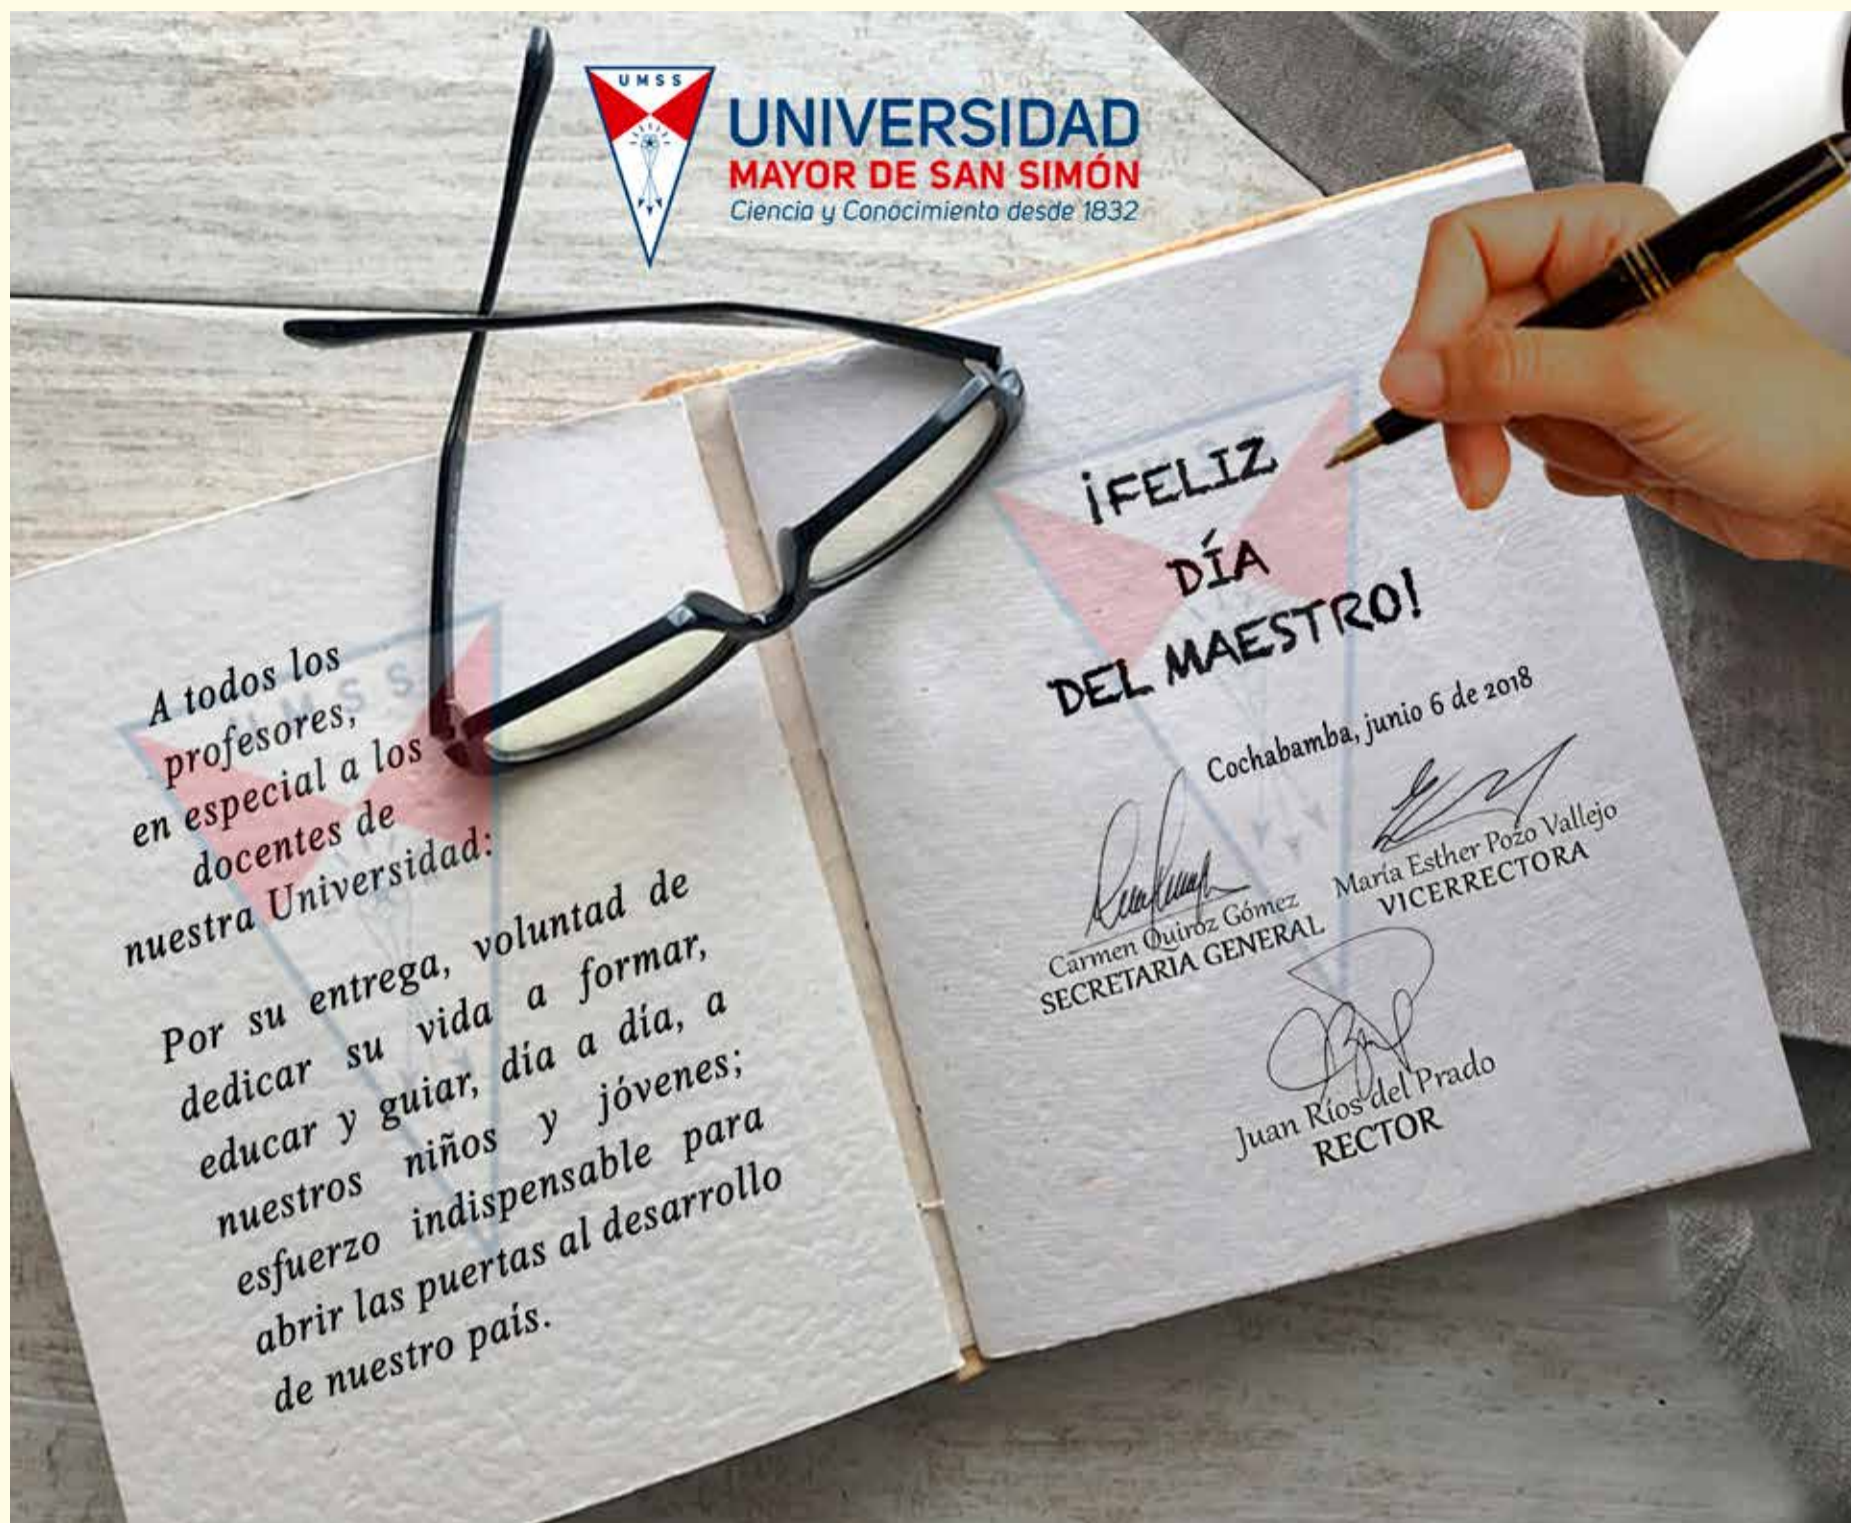 UMSS
UNIVERSIDAD
MAYOR DE SAN SIMÓN
Ciencia y Conocimiento desde 1832
A todos los
profesores,
en especial a los
docentes de
nuestra Universidad:
Por su entrega, voluntad de
dedicar su vida a formar,
educar y guiar, día a día, a
nuestros niños y jóvenes;
esfuerzo indispensable para
abrir las puertas al desarrollo
de nuestro país.
UMSS
¡FELIZ
DÍA
DEL MAESTRO!
Cochabamba, junio 6 de 2018
Carmen Quiroz Gómez
SECRETARIA GENERAL
María Esther Pozo Vallejo
VICERRECTORA
Juan Ríos del Prado
RECTOR